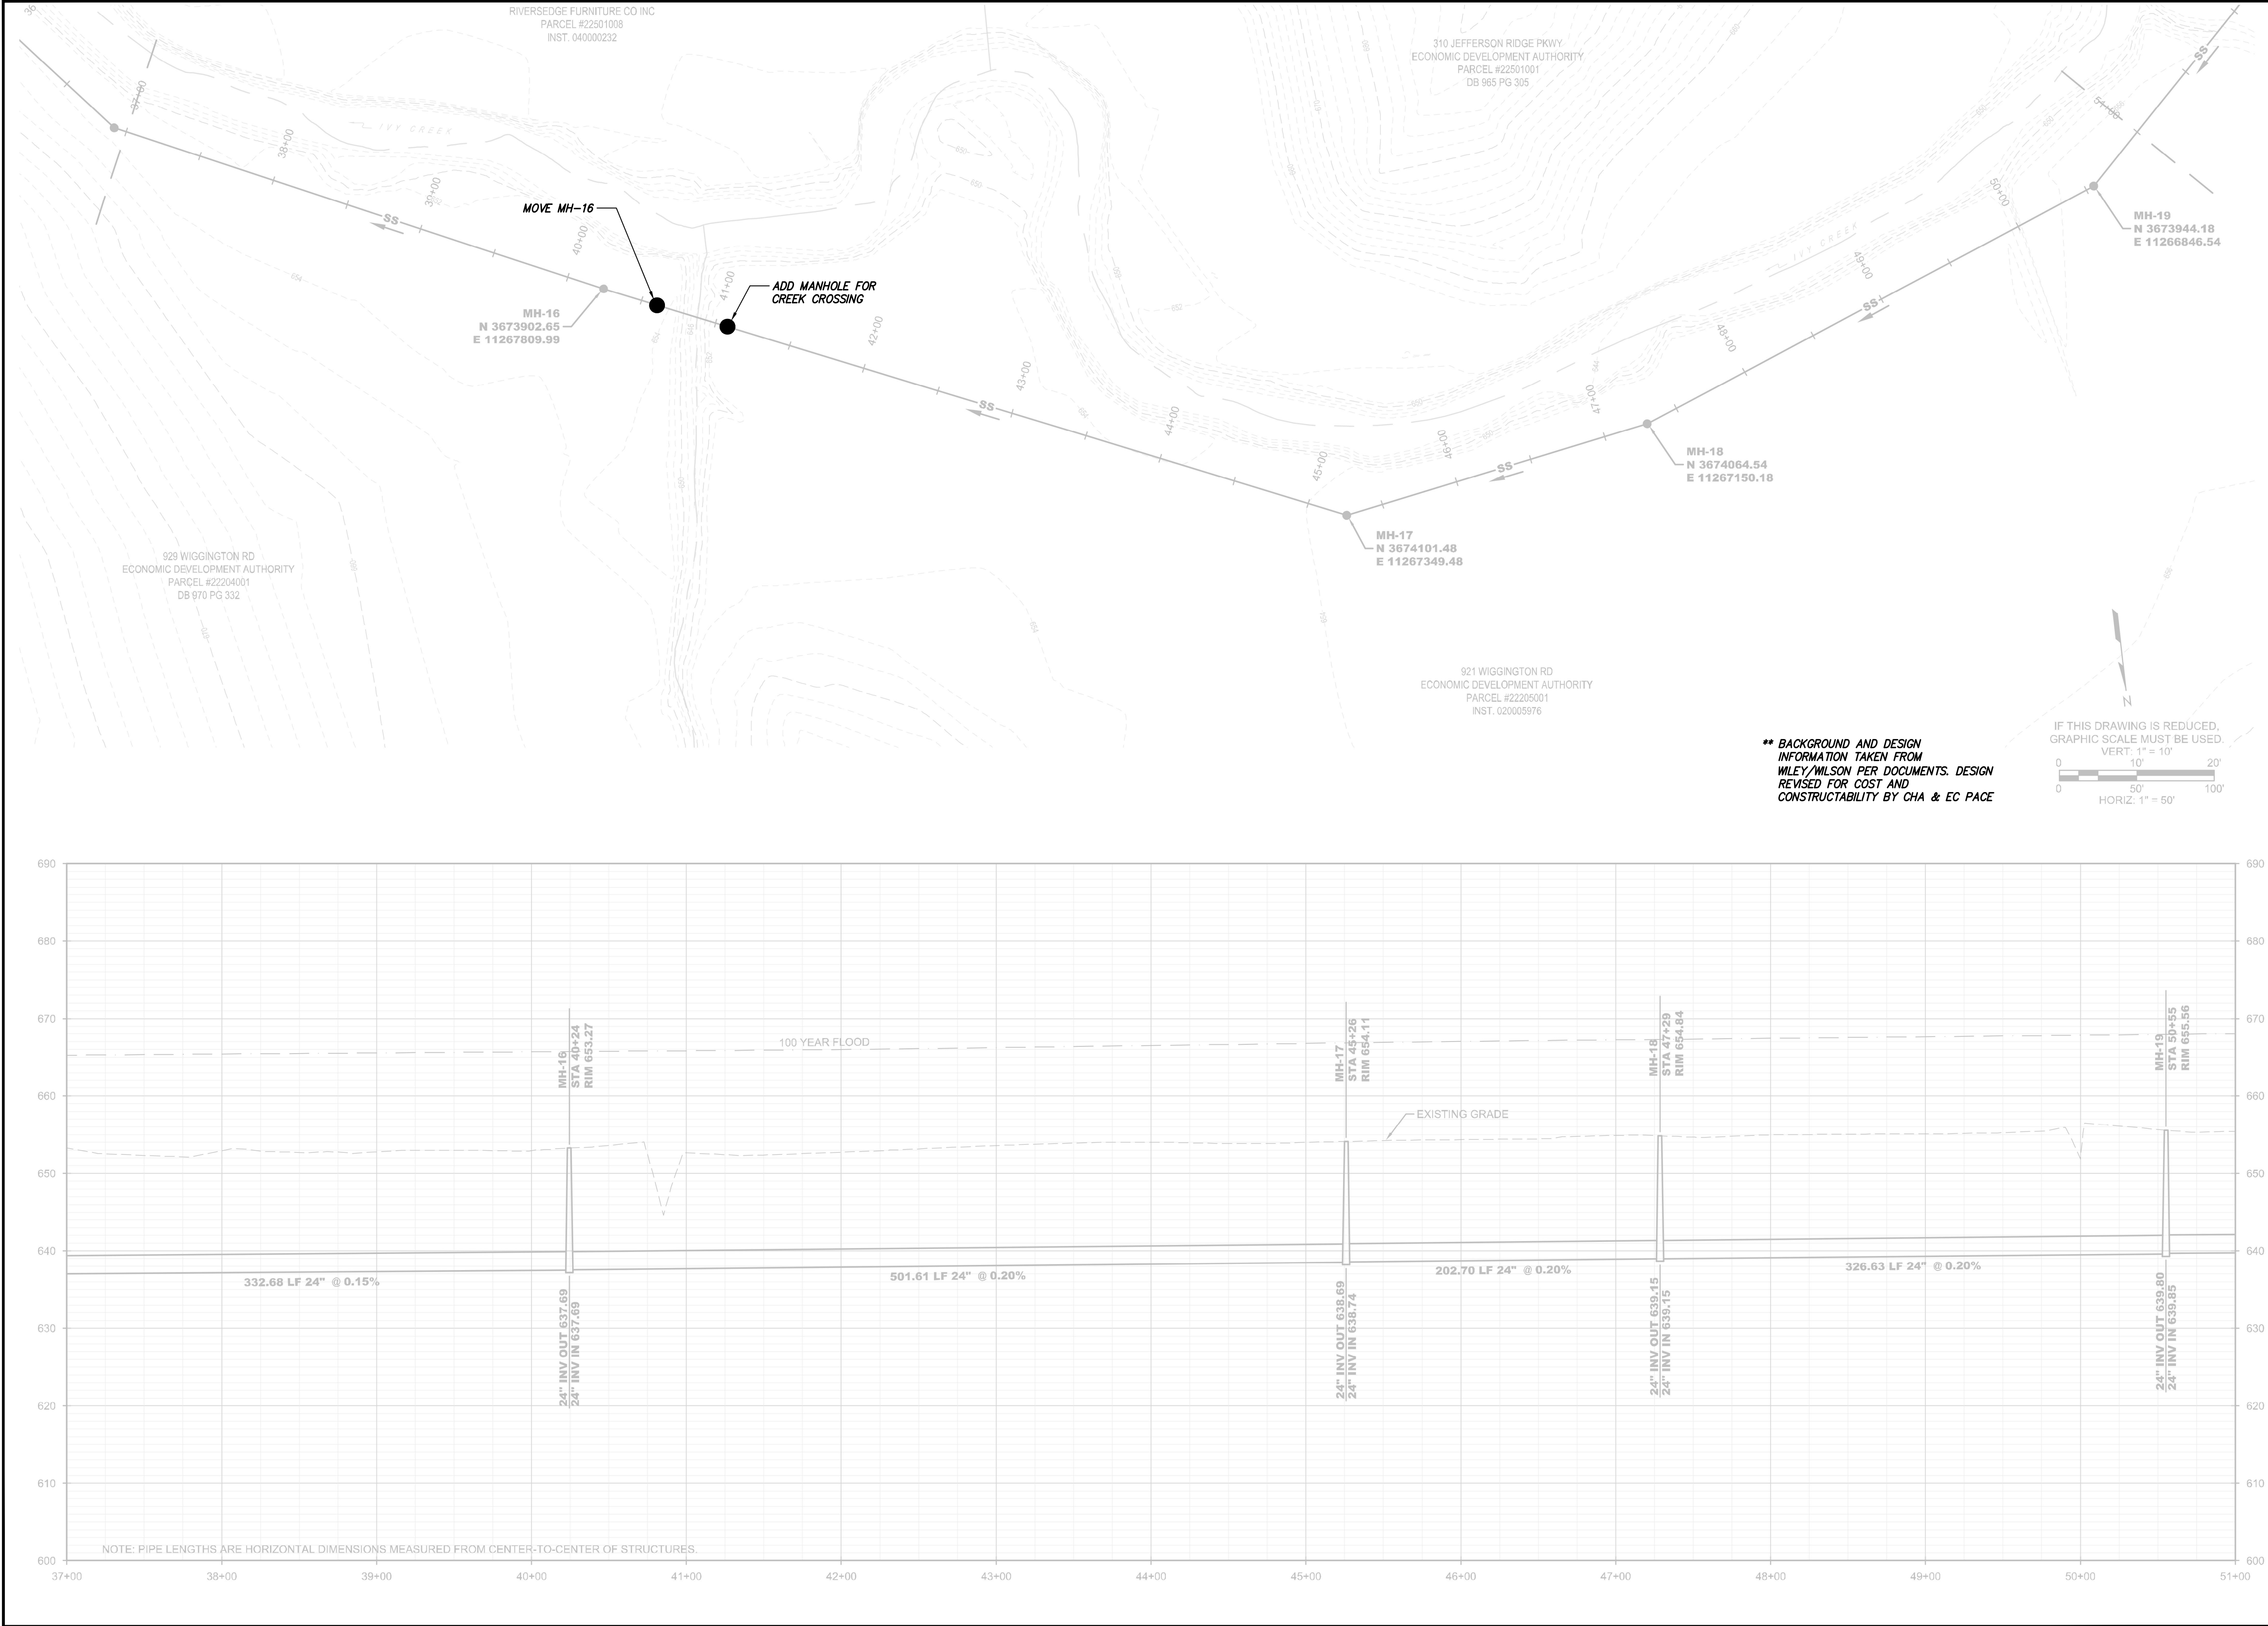 RIVERSEDGE FURNITURE CO INC
PARCEL #22501008
INST. 040000232
310 JEFFERSON RIDGE PKWY
ECONOMIC DEVELOPMENT AUTHORITY
PARCEL #22501001
DB 965 PG 305
36
37+00
38+00
39+00
40+00
41+00
42+00
43+00
44+00
45+00
46+00
47+00
48+00
49+00
50+00
51+00
IVY CREEK
IVY CREEK
SS
SS
SS
SS
SS
MOVE MH-16
ADD MANHOLE FOR
CREEK CROSSING
MH-16
N 3673902.65
E 11267809.99
MH-19
N 3673944.18
E 11266846.54
MH-18
N 3674064.54
E 11267150.18
MH-17
N 3674101.48
E 11267349.48
929 WIGGINGTON RD
ECONOMIC DEVELOPMENT AUTHORITY
PARCEL #22204001
DB 970 PG 332
921 WIGGINGTON RD
ECONOMIC DEVELOPMENT AUTHORITY
PARCEL #22205001
INST. 020005976
N
** BACKGROUND AND DESIGN
INFORMATION TAKEN FROM
WILEY/WILSON PER DOCUMENTS. DESIGN
REVISED FOR COST AND
CONSTRUCTABILITY BY CHA & EC PACE
IF THIS DRAWING IS REDUCED,
GRAPHIC SCALE MUST BE USED.
VERT: 1" = 10'
0 10' 20'
0 50' 100'
HORIZ: 1" = 50'
690 690
680 680
670 670
660 660
650 650
640 640
630 630
620 620
610 610
600 600
100 YEAR FLOOD
EXISTING GRADE
MH-16
STA 40+24
RIM 653.27
MH-17
STA 45+26
RIM 654.11
MH-18
STA 47+29
RIM 654.84
MH-19
STA 50+55
RIM 655.56
332.68 LF 24" @ 0.15%
501.61 LF 24" @ 0.20%
202.70 LF 24" @ 0.20%
326.63 LF 24" @ 0.20%
24" INV OUT 637.69
24" INV IN 637.69
24" INV OUT 638.69
24" INV IN 638.74
24" INV OUT 639.15
24" INV IN 639.15
24" INV OUT 639.80
24" INV IN 639.85
NOTE: PIPE LENGTHS ARE HORIZONTAL DIMENSIONS MEASURED FROM CENTER-TO-CENTER OF STRUCTURES.
37+00 38+00 39+00 40+00 41+00 42+00 43+00 44+00 45+00 46+00 47+00 48+00 49+00 50+00 51+00